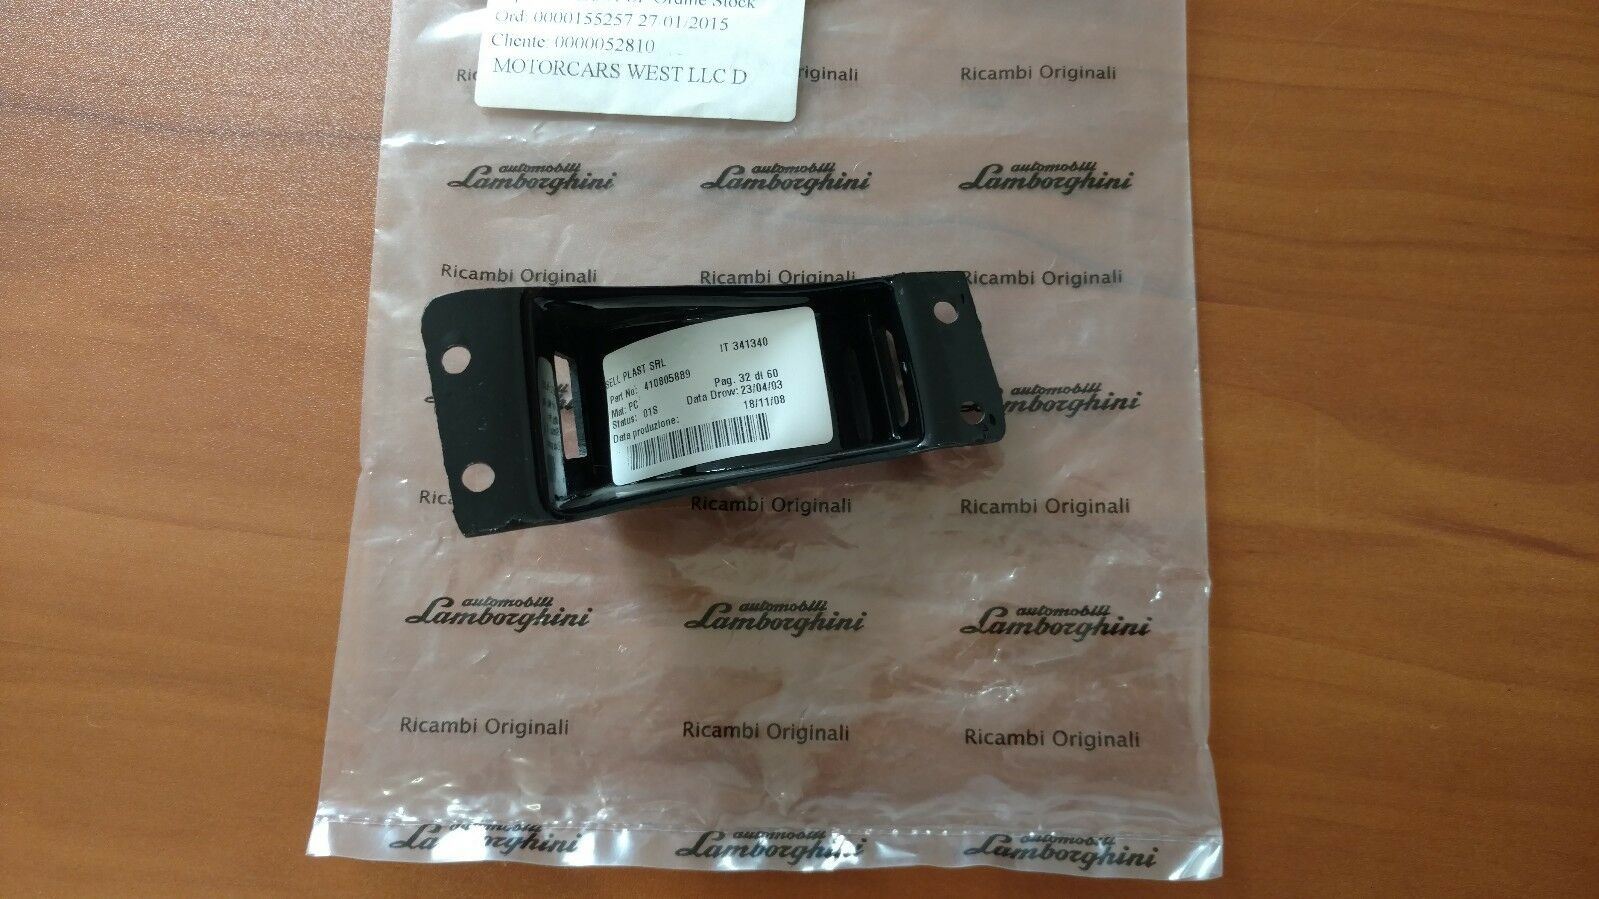 Ordine Stock
Ord: 0000155257 27/01/2015
Cliente: 0000052810
MOTORCARS WEST LLC D
Ricambi Originali
automobili automobili automobili
Lamborghini Lamborghini Lamborghini
Ricambi Originali Ricambi Originali Ricambi Originali
SELL PLAST SRL IT 341340
Part No: 410805889 Pag. 32 di 60
Mat: PC Data Drow: 23/04/03
Status: 01S 18/11/08
Data produzione:
Lamborghini
Ricambi Originali Ricambi Originali
automobili automobili automobili
Lamborghini Lamborghini Lamborghini
Ricambi Originali Ricambi Originali Ricambi Originali
automobili automobili automobili
Lamborghini Lamborghini Lamborghini